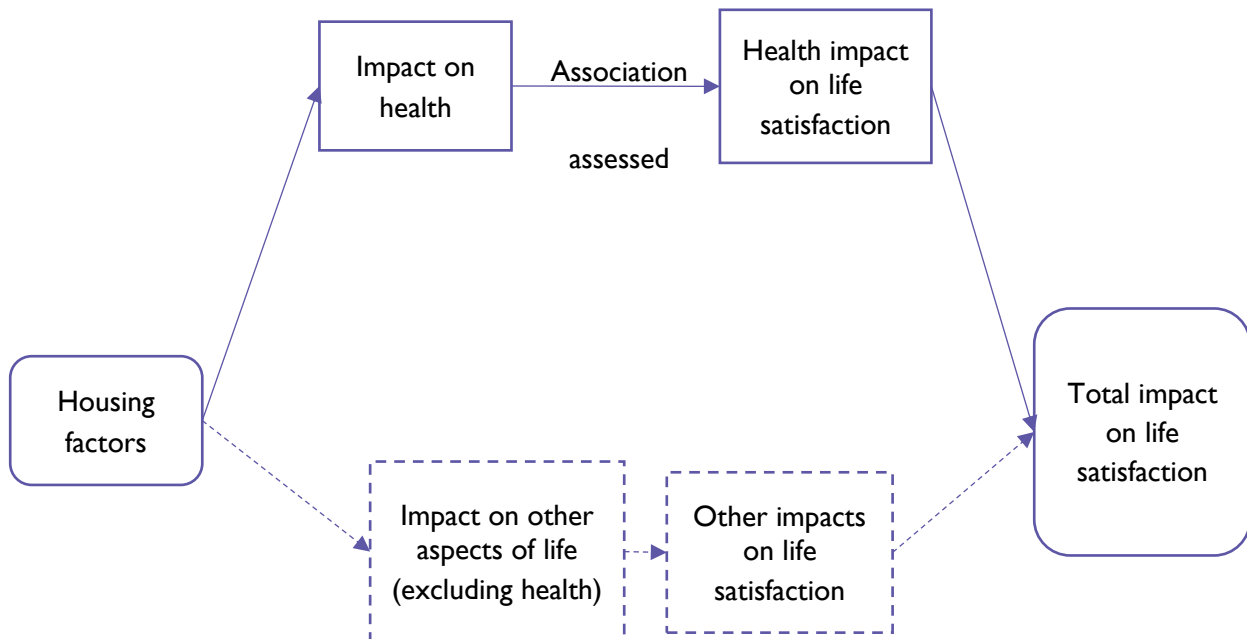 Impact on
health
Association
assessed
Health impact
on life
satisfaction
Housing
factors
Total impact
on life
satisfaction
Impact on other
aspects of life
(excluding health)
Other impacts
on life
satisfaction